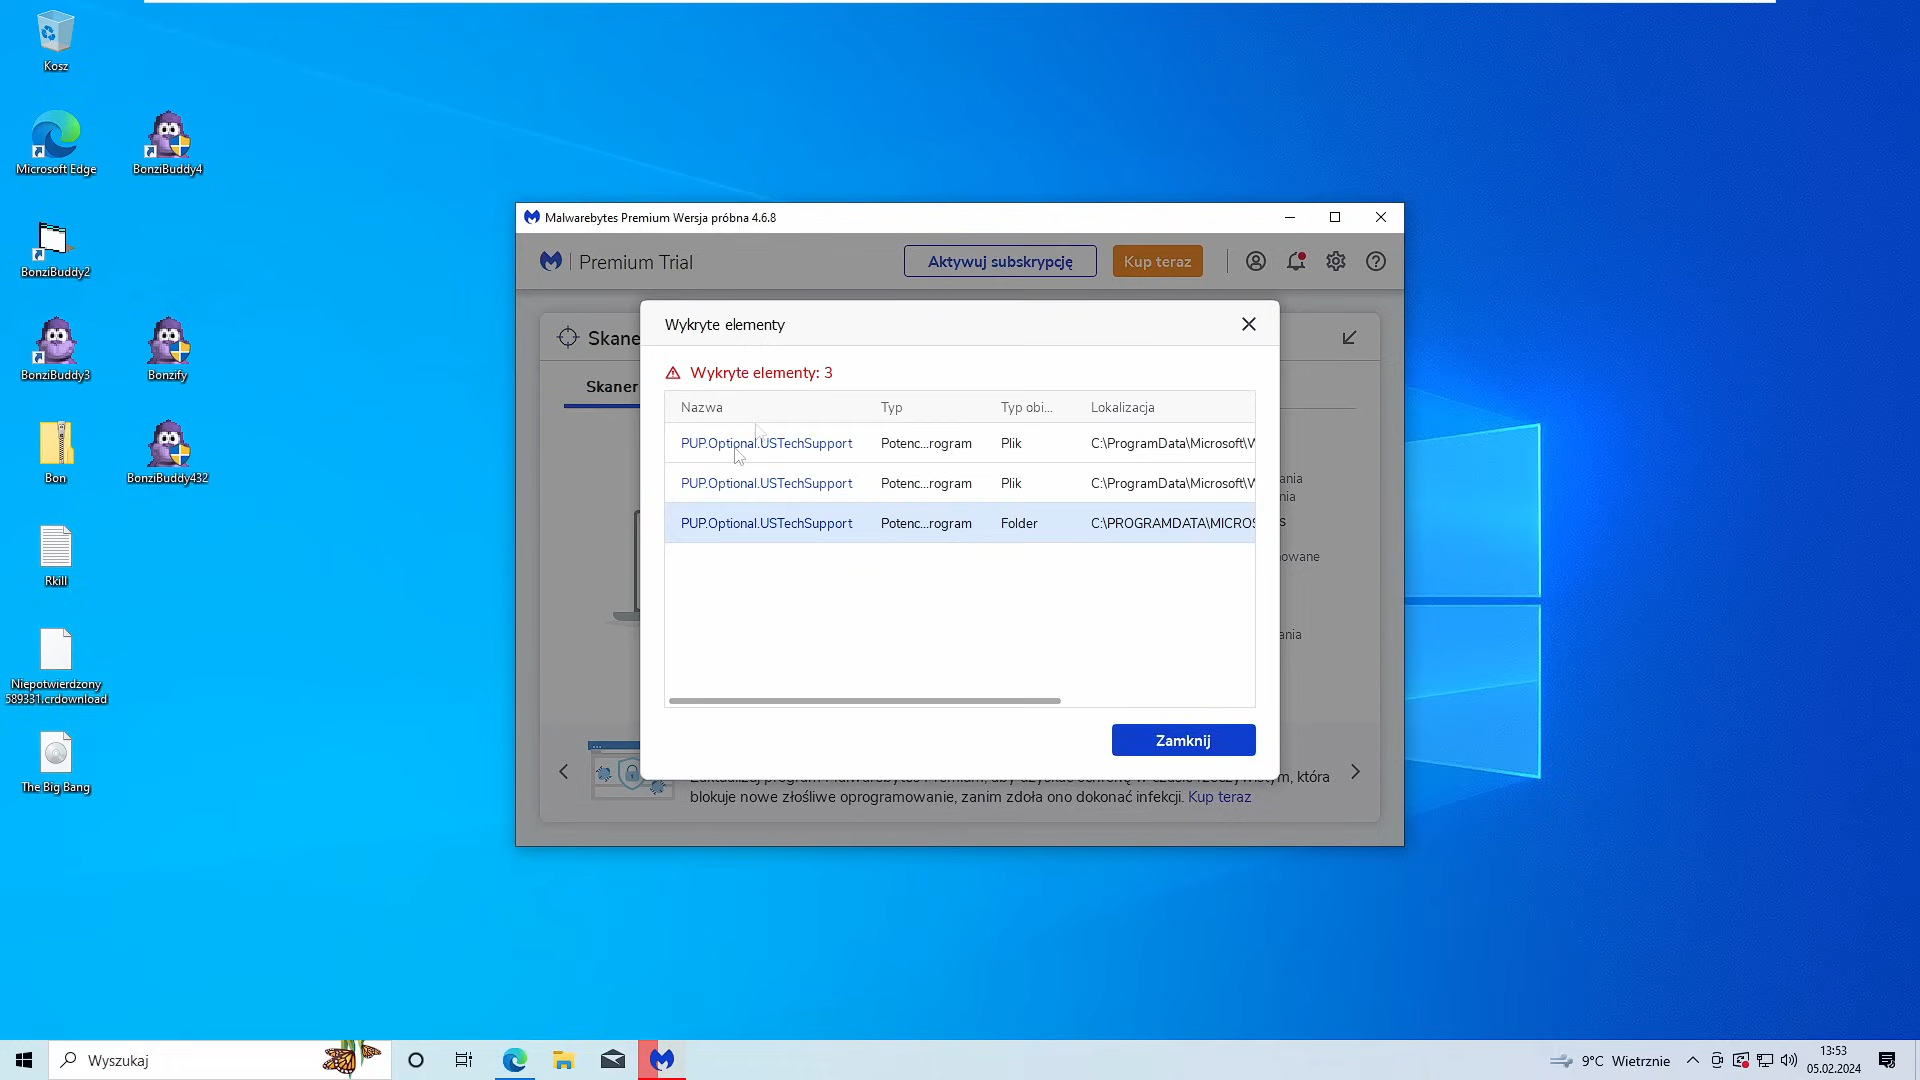 Kosz
Microsoft Edge
BonziBuddy4
BonziBuddy2
BonziBuddy3
Bonzify
Bon
BonziBuddy432
Rkill
Niepotwierdzony
589331.crdownload
The Big Bang
Malwarebytes Premium Wersja próbna 4.6.8
Premium Trial
Aktywuj subskrypcję
Kup teraz
Skane
Skaner
Wykryte elementy
Wykryte elementy: 3
Nazwa Typ Typ obi... Lokalizacja
PUP.Optional.USTechSupport Potenc...rogram Plik C:\ProgramData\Microsoft\W
PUP.Optional.USTechSupport Potenc...rogram Plik C:\ProgramData\Microsoft\W
PUP.Optional.USTechSupport Potenc...rogram Folder C:\PROGRAMDATA\MICROS
ania
nia
s
owane
ania
Zamknij
m, która
blokuje nowe złośliwe oprogramowanie, zanim zdoła ono dokonać infekcji. Kup teraz
Wyszukaj
9°C Wietrznie
13:53
05.02.2024